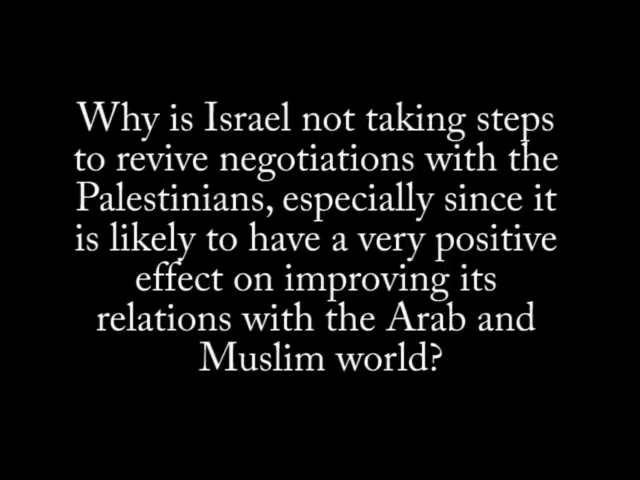 Why is Israel not taking steps
to revive negotiations with the
Palestinians, especially since it
is likely to have a very positive
effect on improving its
relations with the Arab and
Muslim world?